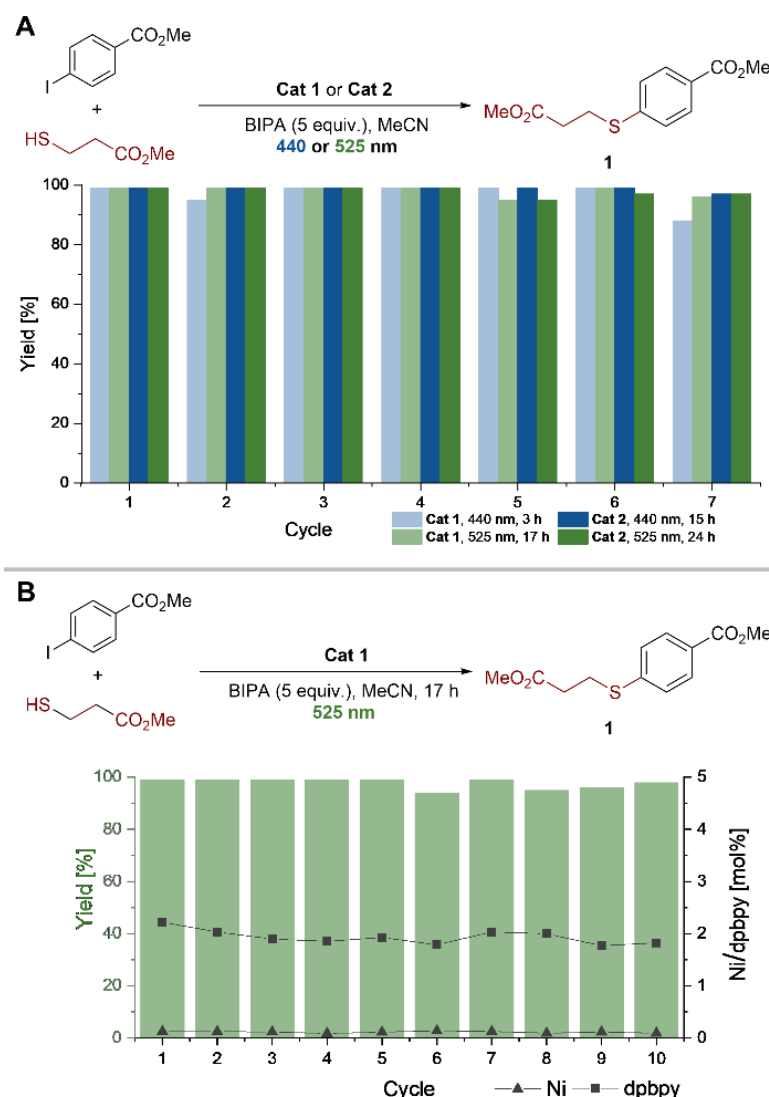 A
CO₂Me
I
+
HS
CO₂Me
Cat 1 or Cat 2
BIPA (5 equiv.), MeCN
440 or 525 nm
CO₂Me
MeO₂C
S
1
Yield [%]
100
80
60
40
20
0
1 2 3 4 5 6 7
Cycle
Cat 1, 440 nm, 3 h
Cat 2, 440 nm, 15 h
Cat 1, 525 nm, 17 h
Cat 2, 525 nm, 24 h
B
CO₂Me
I
+
HS
CO₂Me
Cat 1
BIPA (5 equiv.), MeCN, 17 h
525 nm
CO₂Me
MeO₂C
S
1
Yield [%]
100
80
60
40
20
0
Ni/dpbpy [mol%]
5
4
3
2
1
0
1 2 3 4 5 6 7 8 9 10
Cycle
Ni
dpbpy